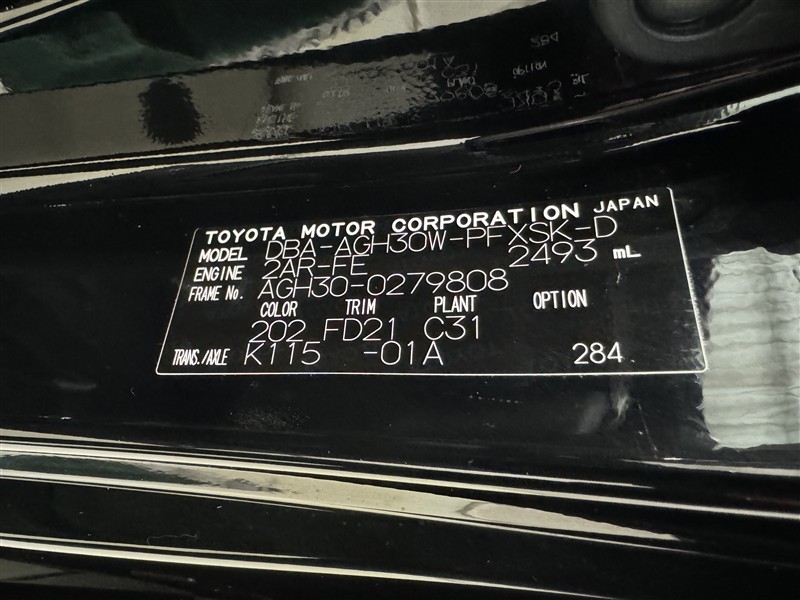 TOYOTA MOTOR CORPORATION JAPAN
MODEL DBA-AGH30W-PFXSK-D
ENGINE 2AR-FE 2493 mL
FRAME No. AGH30-0279808
COLOR TRIM PLANT OPTION
202 FD21 C31
TRANS./AXLE K115 -01A 284